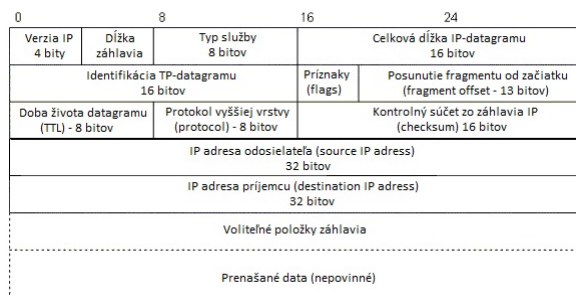 0 8 16 24
Verzia IP
4 bity
Dĺžka
záhlavia
Typ služby
8 bitov
Celková dĺžka IP-datagramu
16 bitov
Identifikácia TP-datagramu
16 bitov
Príznaky
(flags)
Posunutie fragmentu od začiatku
(fragment offset - 13 bitov)
Doba života datagramu
(TTL) - 8 bitov
Protokol vyššiej vrstvy
(protocol) - 8 bitov
Kontrolný súčet zo záhlavia IP
(checksum) 16 bitov
IP adresa odosielateľa (source IP adress)
32 bitov
IP adresa príjemcu (destination IP adress)
32 bitov
Voliteľné položky záhlavia
Prenašané data (nepovinné)